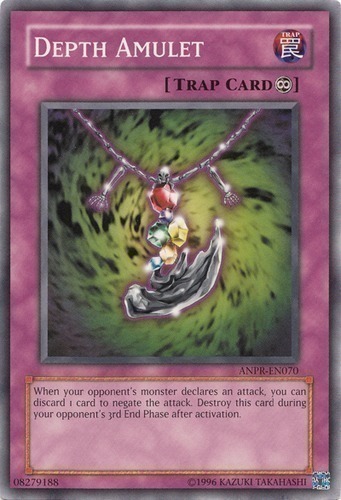 DEPTH AMULET
TRAP
罠
[TRAP CARD∞]
ANPR-EN070
When your opponent's monster declares an attack, you can
discard 1 card to negate the attack. Destroy this card during
your opponent's 3rd End Phase after activation.
08279188
©1996 KAZUKI TAKAHASHI